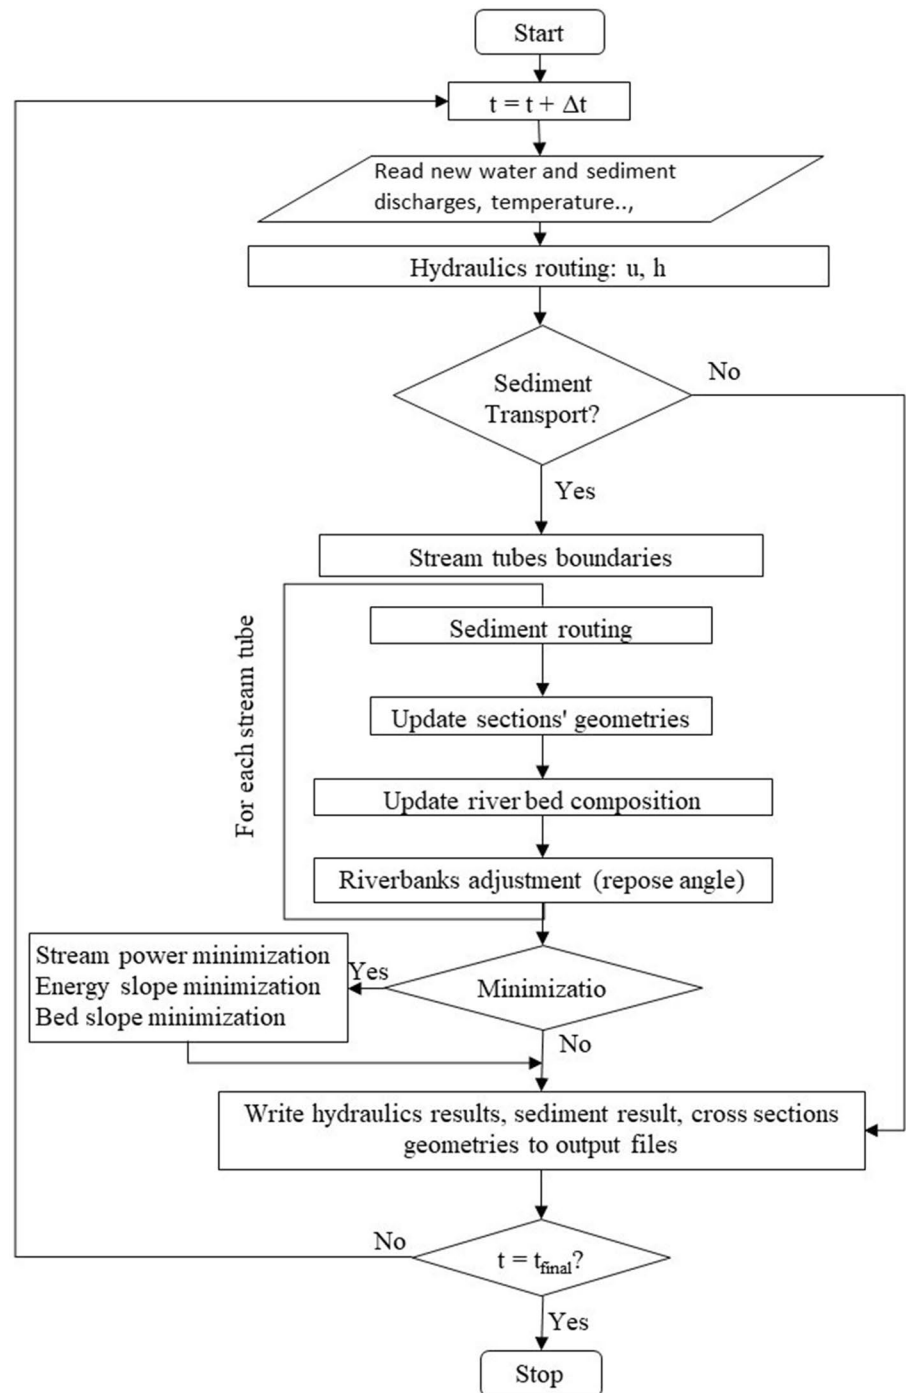 Start
t = t + Δt
Read new water and sediment
discharges, temperature..,
Hydraulics routing: u, h
Sediment
Transport?
No
Yes
Stream tubes boundaries
For each stream tube
Sediment routing
Update sections' geometries
Update river bed composition
Riverbanks adjustment (repose angle)
Stream power minimization
Energy slope minimization
Bed slope minimization
Yes
Minimizatio
No
Write hydraulics results, sediment result, cross sections
geometries to output files
No
t = tfinal?
Yes
Stop